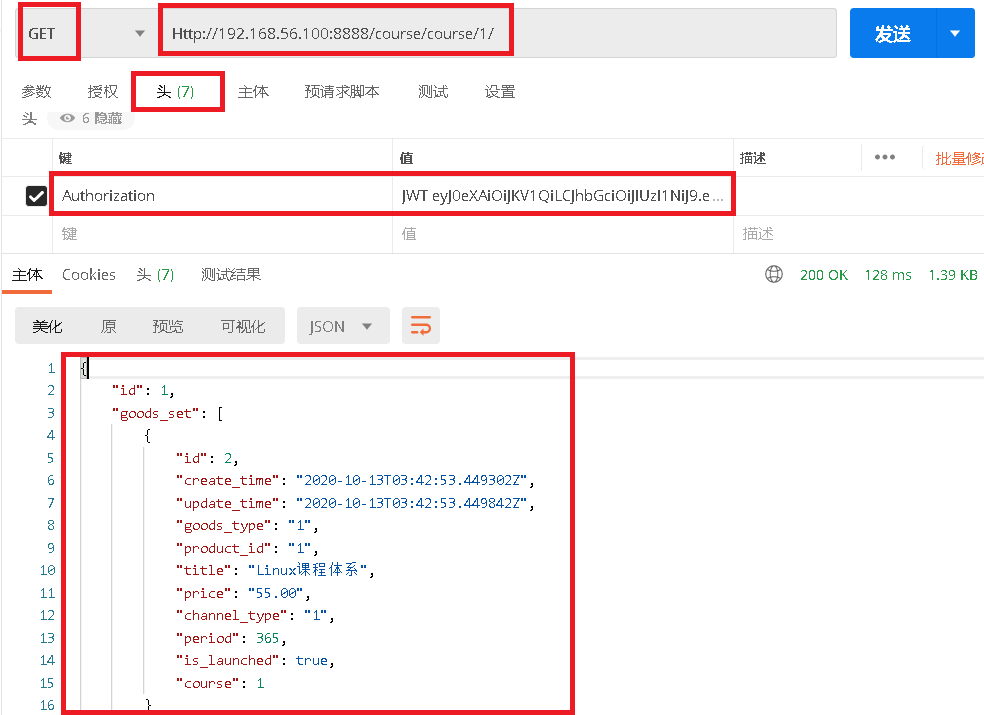 GET Http://192.168.56.100:8888/course/course/1/ 发送
参数 授权 头 (7) 主体 预请求脚本 测试 设置
头 6 隐藏
键 值 描述 ••• 批量修改
Authorization JWT eyJ0eXAiOiJKV1QiLCJhbGciOiJIUzI1NiJ9.e ...
键 值 描述
主体 Cookies 头 (7) 测试结果 200 OK 128 ms 1.39 KB
美化 原 预览 可视化 JSON
1 {
2 "id": 1,
3 "goods_set": [
4 {
5 "id": 2,
6 "create_time": "2020-10-13T03:42:53.449302Z",
7 "update_time": "2020-10-13T03:42:53.449842Z",
8 "goods_type": "1",
9 "product_id": "1",
10 "title": "Linux课程体系",
11 "price": "55.00",
12 "channel_type": "1",
13 "period": 365,
14 "is_launched": true,
15 "course": 1
16 }